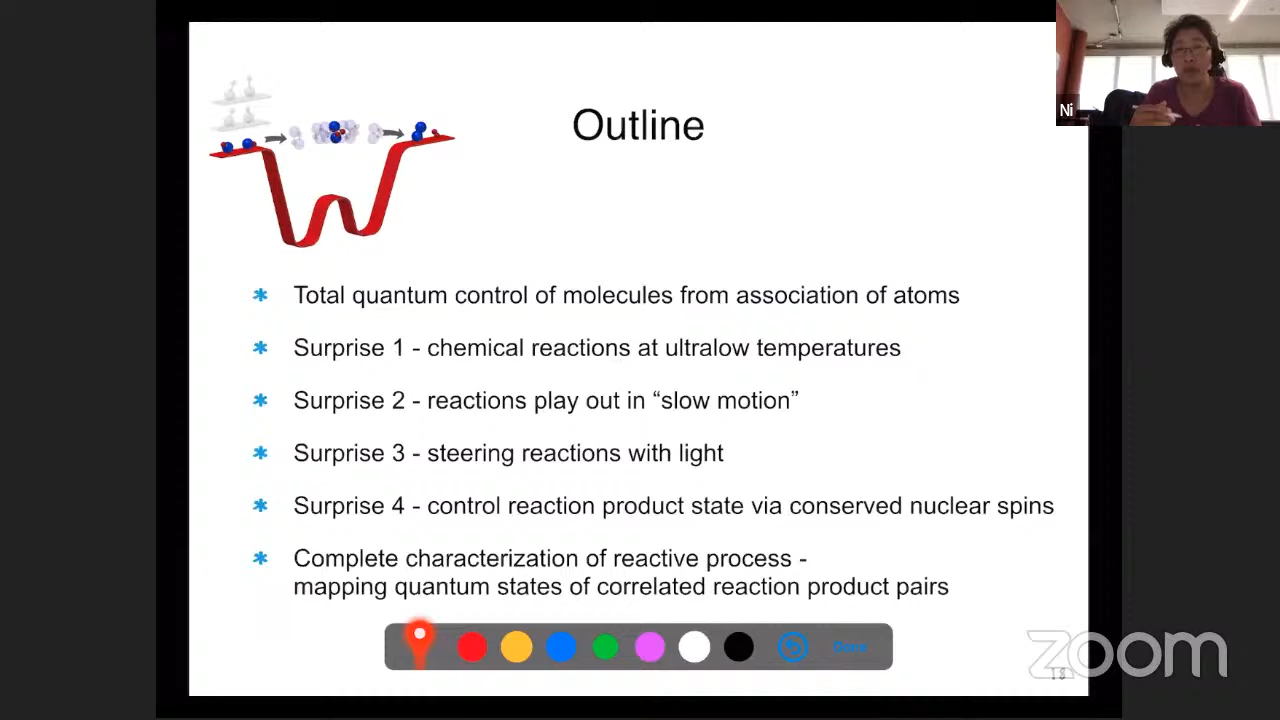 Ni
Outline
Total quantum control of molecules from association of atoms
Surprise 1 - chemical reactions at ultralow temperatures
Surprise 2 - reactions play out in “slow motion”
Surprise 3 - steering reactions with light
Surprise 4 - control reaction product state via conserved nuclear spins
Complete characterization of reactive process -
mapping quantum states of correlated reaction product pairs
Done
zoom